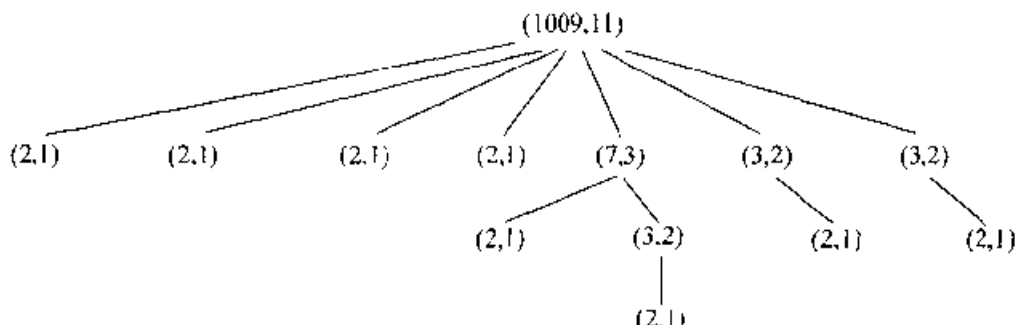 (1009,11)
(2,1) (2,1) (2,1) (2,1) (7,3) (3,2) (3,2)
(2,1) (3,2) (2,1) (2,1)
(2,1)